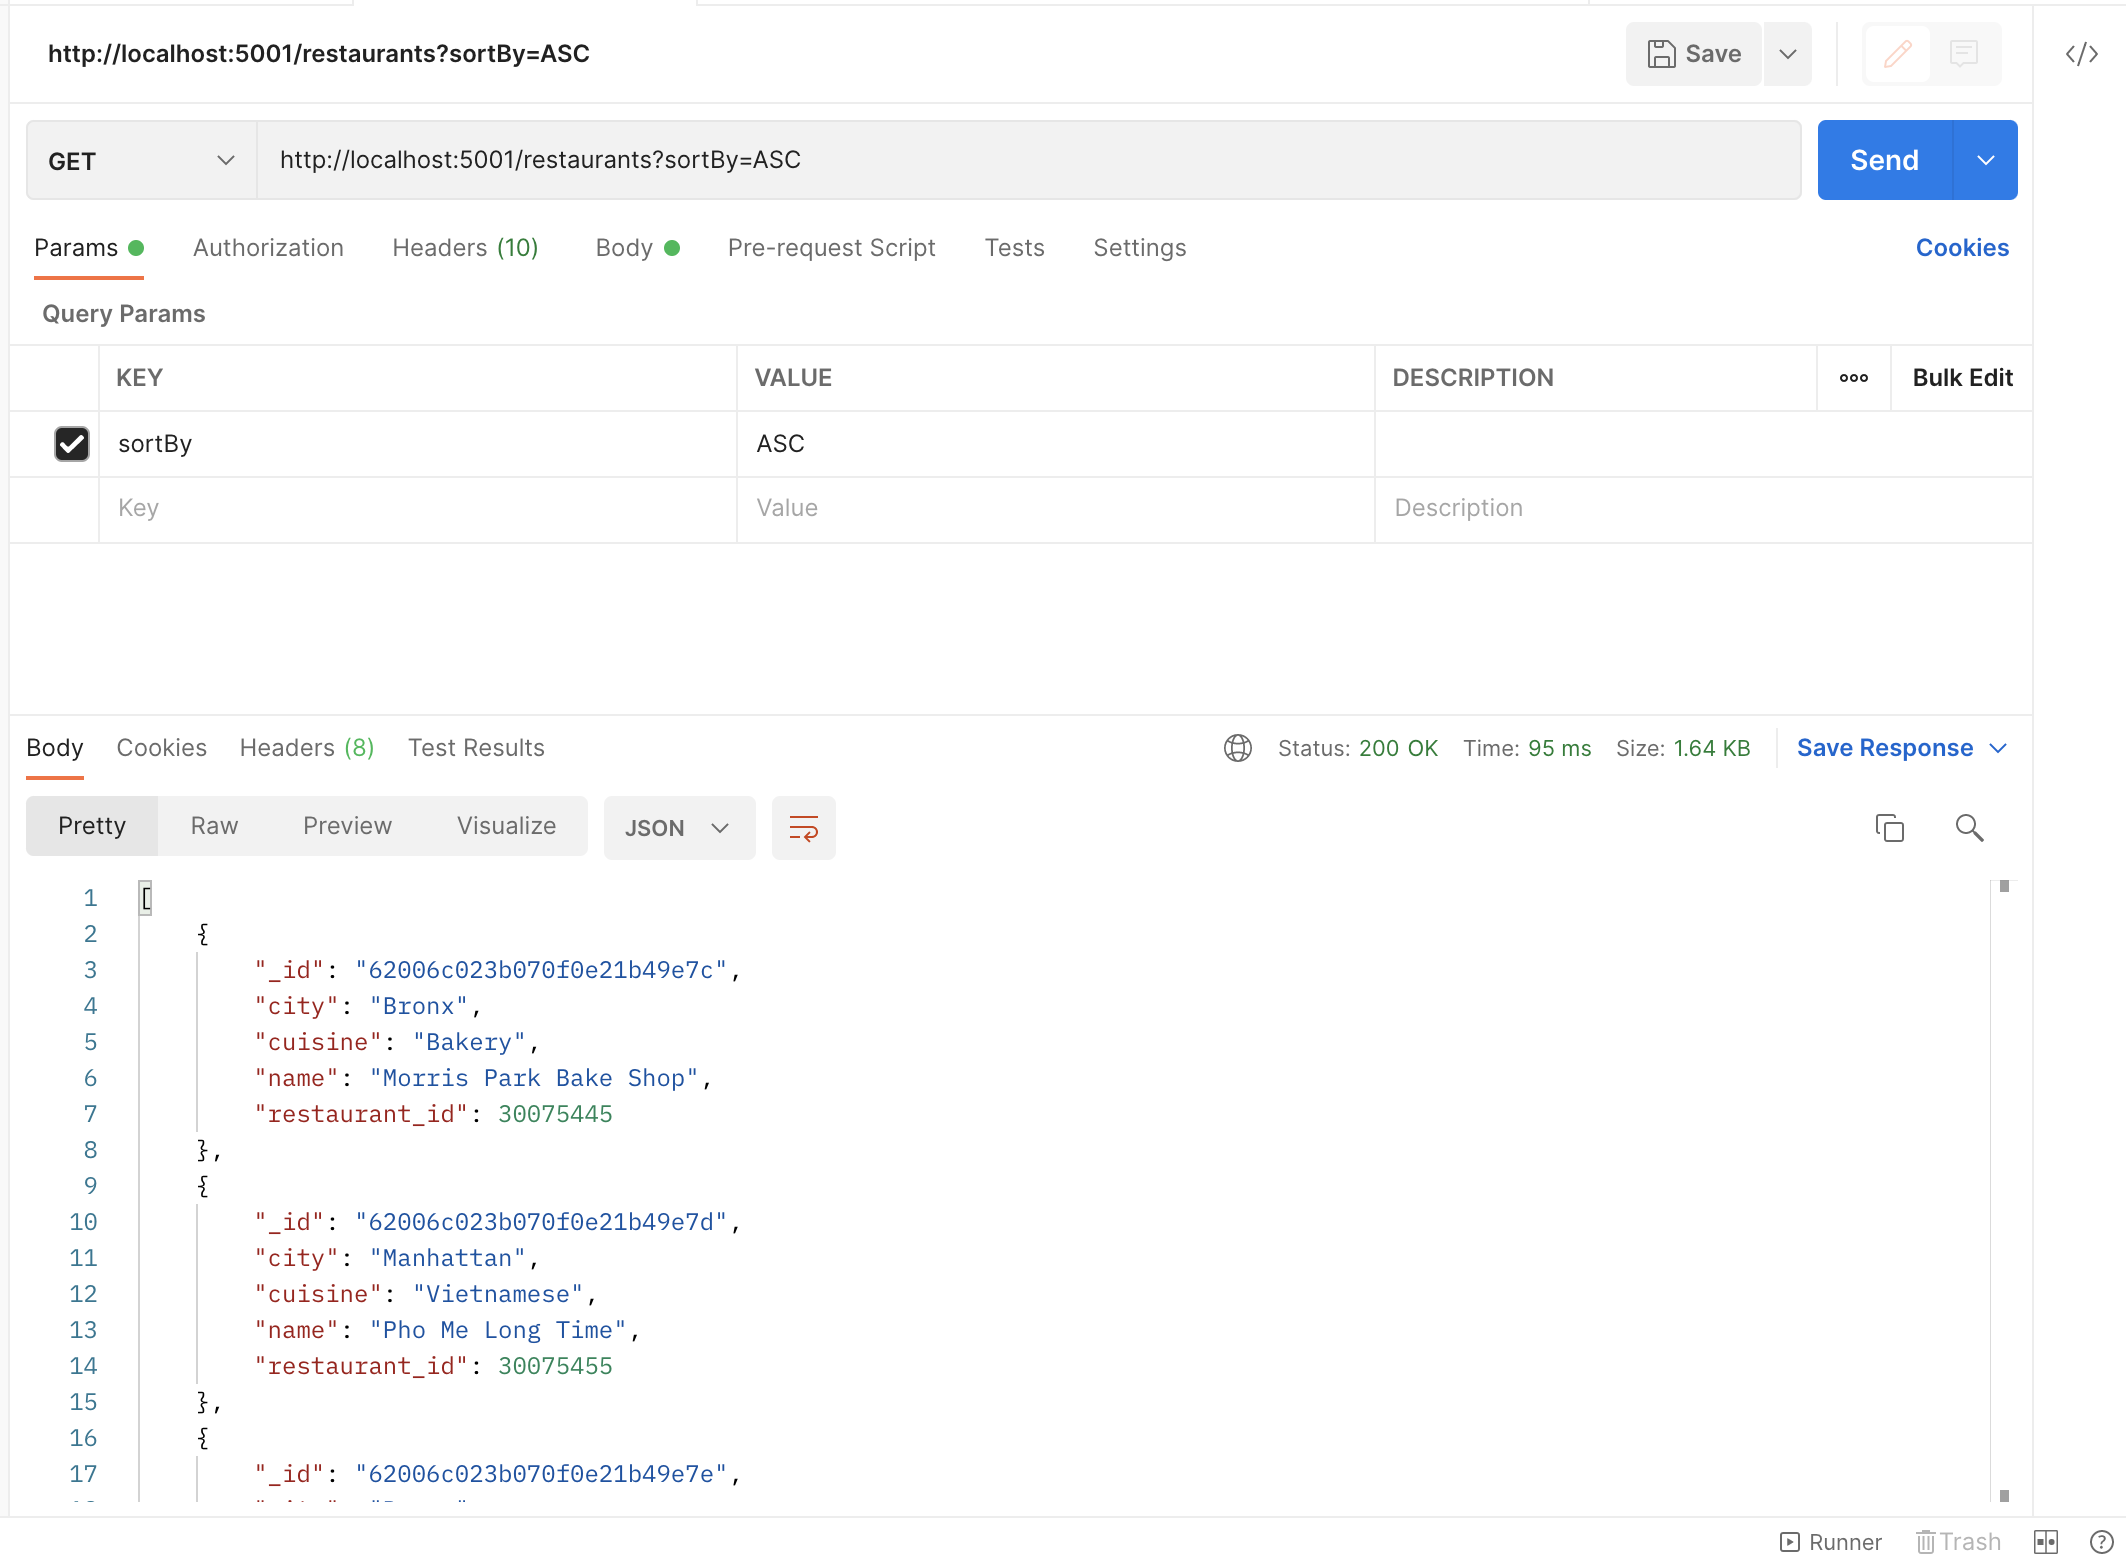 http://localhost:5001/restaurants?sortBy=ASC
Save
GET
http://localhost:5001/restaurants?sortBy=ASC
Send
Params Authorization Headers (10) Body Pre-request Script Tests Settings Cookies
Query Params
KEY VALUE DESCRIPTION ooo Bulk Edit
sortBy ASC
Key Value Description
Body Cookies Headers (8) Test Results Status: 200 OK Time: 95 ms Size: 1.64 KB Save Response
Pretty Raw Preview Visualize JSON
1 [
2 {
3 "_id": "62006c023b070f0e21b49e7c",
4 "city": "Bronx",
5 "cuisine": "Bakery",
6 "name": "Morris Park Bake Shop",
7 "restaurant_id": 30075445
8 },
9 {
10 "_id": "62006c023b070f0e21b49e7d",
11 "city": "Manhattan",
12 "cuisine": "Vietnamese",
13 "name": "Pho Me Long Time",
14 "restaurant_id": 30075455
15 },
16 {
17 "_id": "62006c023b070f0e21b49e7e",
Runner Trash